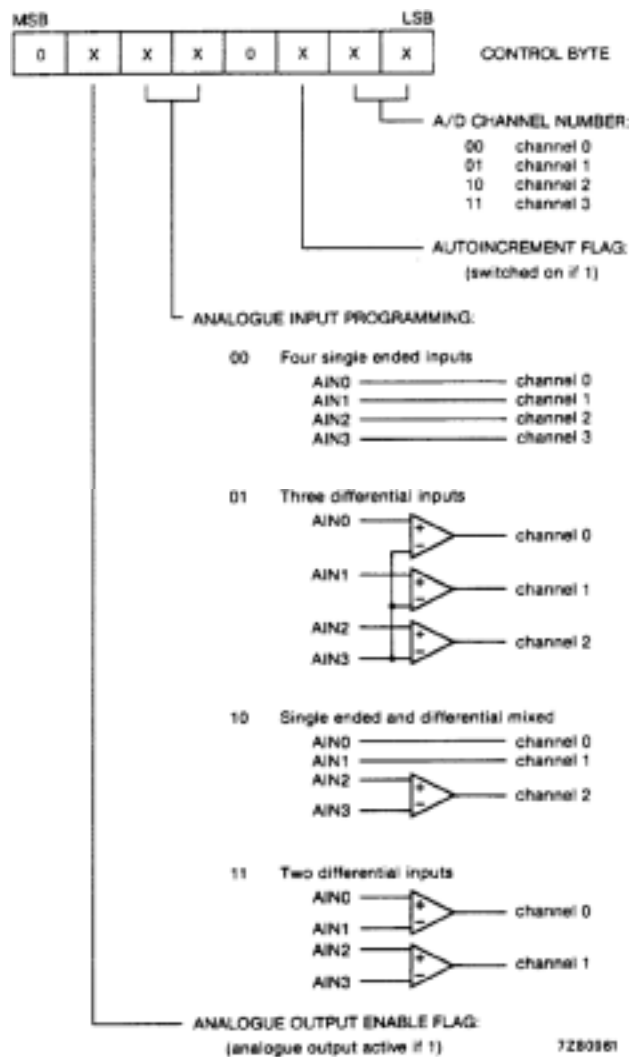 MSB LSB
0 X X X 0 X X X CONTROL BYTE
A/D CHANNEL NUMBER:
00 channel 0
01 channel 1
10 channel 2
11 channel 3
AUTOINCREMENT FLAG:
(switched on if 1)
ANALOGUE INPUT PROGRAMMING:
00 Four single ended inputs
AIN0 channel 0
AIN1 channel 1
AIN2 channel 2
AIN3 channel 3
01 Three differential inputs
AIN0 + − channel 0
AIN1 + − channel 1
AIN2 + − channel 2
AIN3
10 Single ended and differential mixed
AIN0 channel 0
AIN1 channel 1
AIN2 + − channel 2
AIN3
11 Two differential inputs
AIN0 + − channel 0
AIN1
AIN2 + − channel 1
AIN3
ANALOGUE OUTPUT ENABLE FLAG:
(analogue output active if 1)
7Z80961